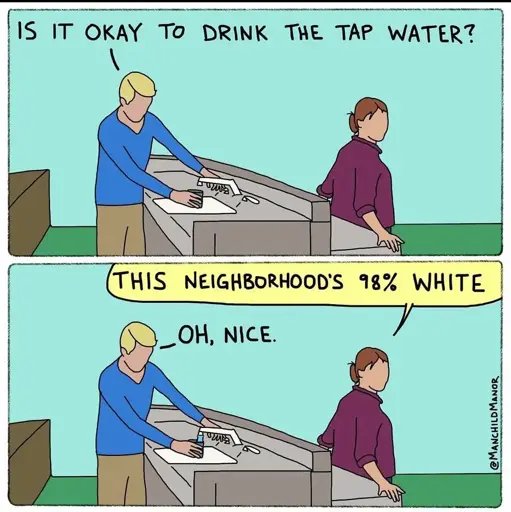 IS IT OKAY TO DRINK THE TAP WATER?
THIS NEIGHBORHOOD'S 98% WHITE
OH, NICE.
@MANCHILDMANOR